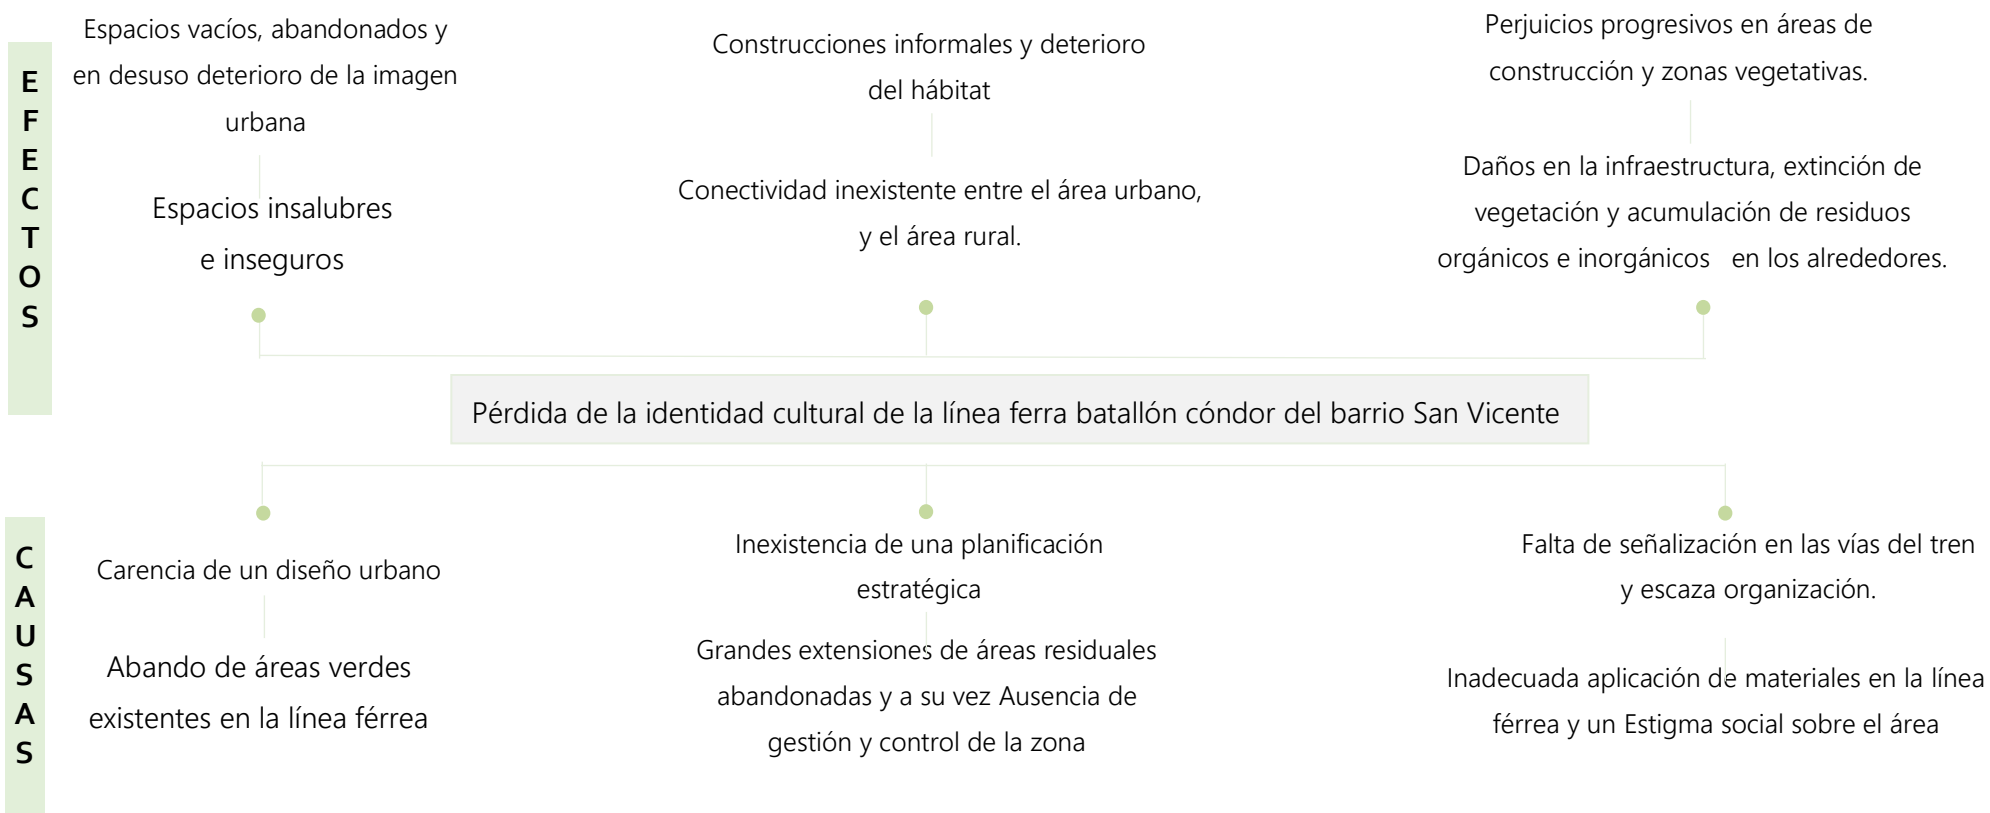 EFECTOS
Espacios vacíos, abandonados y
en desuso deterioro de la imagen
urbana
Espacios insalubres
e inseguros
Construcciones informales y deterioro
del hábitat
Conectividad inexistente entre el área urbano,
y el área rural.
Perjuicios progresivos en áreas de
construcción y zonas vegetativas.
Daños en la infraestructura, extinción de
vegetación y acumulación de residuos
orgánicos e inorgánicos en los alrededores.
Pérdida de la identidad cultural de la línea ferra batallón cóndor del barrio San Vicente
CAUSAS
Carencia de un diseño urbano
Abando de áreas verdes
existentes en la línea férrea
Inexistencia de una planificación
estratégica
Grandes extensiones de áreas residuales
abandonadas y a su vez Ausencia de
gestión y control de la zona
Falta de señalización en las vías del tren
y escaza organización.
Inadecuada aplicación de materiales en la línea
férrea y un Estigma social sobre el área